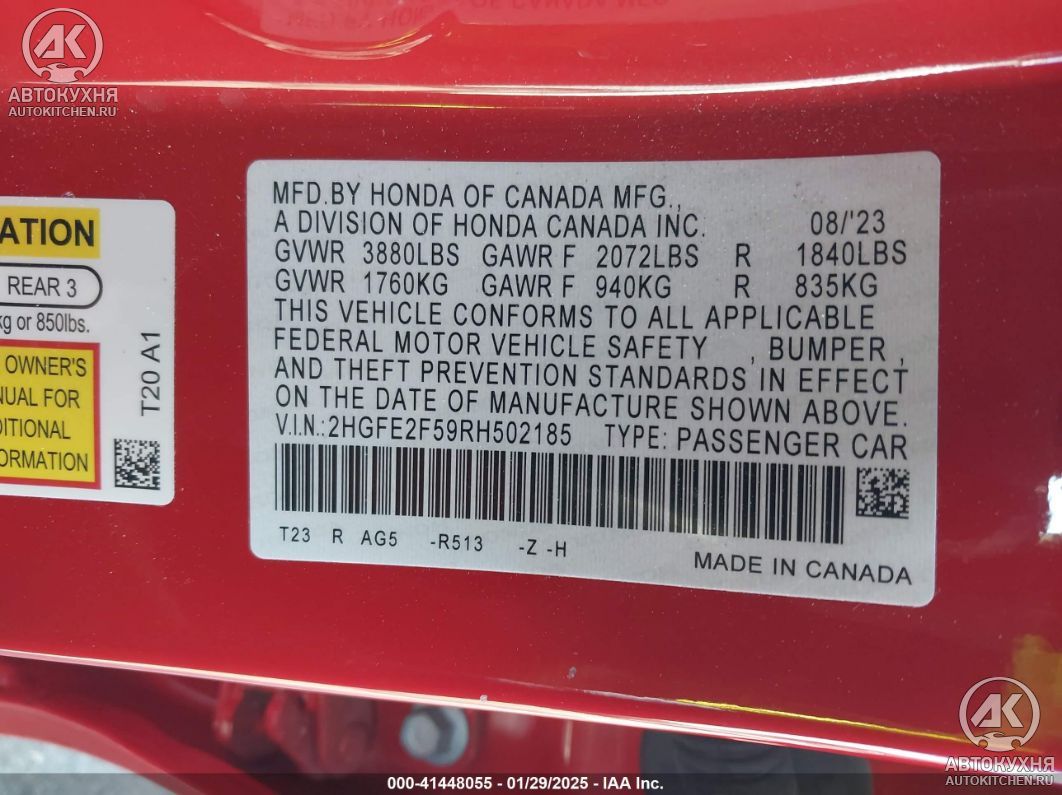 АК
АВТОКУХНЯ
AUTOKITCHEN.RU
MFD.BY HONDA OF CANADA MFG.,
A DIVISION OF HONDA CANADA INC. 08/'23
GVWR 3880LBS GAWR F 2072LBS R 1840LBS
GVWR 1760KG GAWR F 940KG R 835KG
THIS VEHICLE CONFORMS TO ALL APPLICABLE
FEDERAL MOTOR VEHICLE SAFETY , BUMPER ,
AND THEFT PREVENTION STANDARDS IN EFFECT
ON THE DATE OF MANUFACTURE SHOWN ABOVE.
V.I.N.:2HGFE2F59RH502185 TYPE: PASSENGER CAR
T23 R AG5 -R513 -Z -H
MADE IN CANADA
ATION
REAR 3
kg or 850lbs.
OWNER'S
NUAL FOR
DITIONAL
ORMATION
T20 A1
АК
АВТОКУХНЯ
AUTOKITCHEN.RU
000-41448055 - 01/29/2025 - IAA Inc.